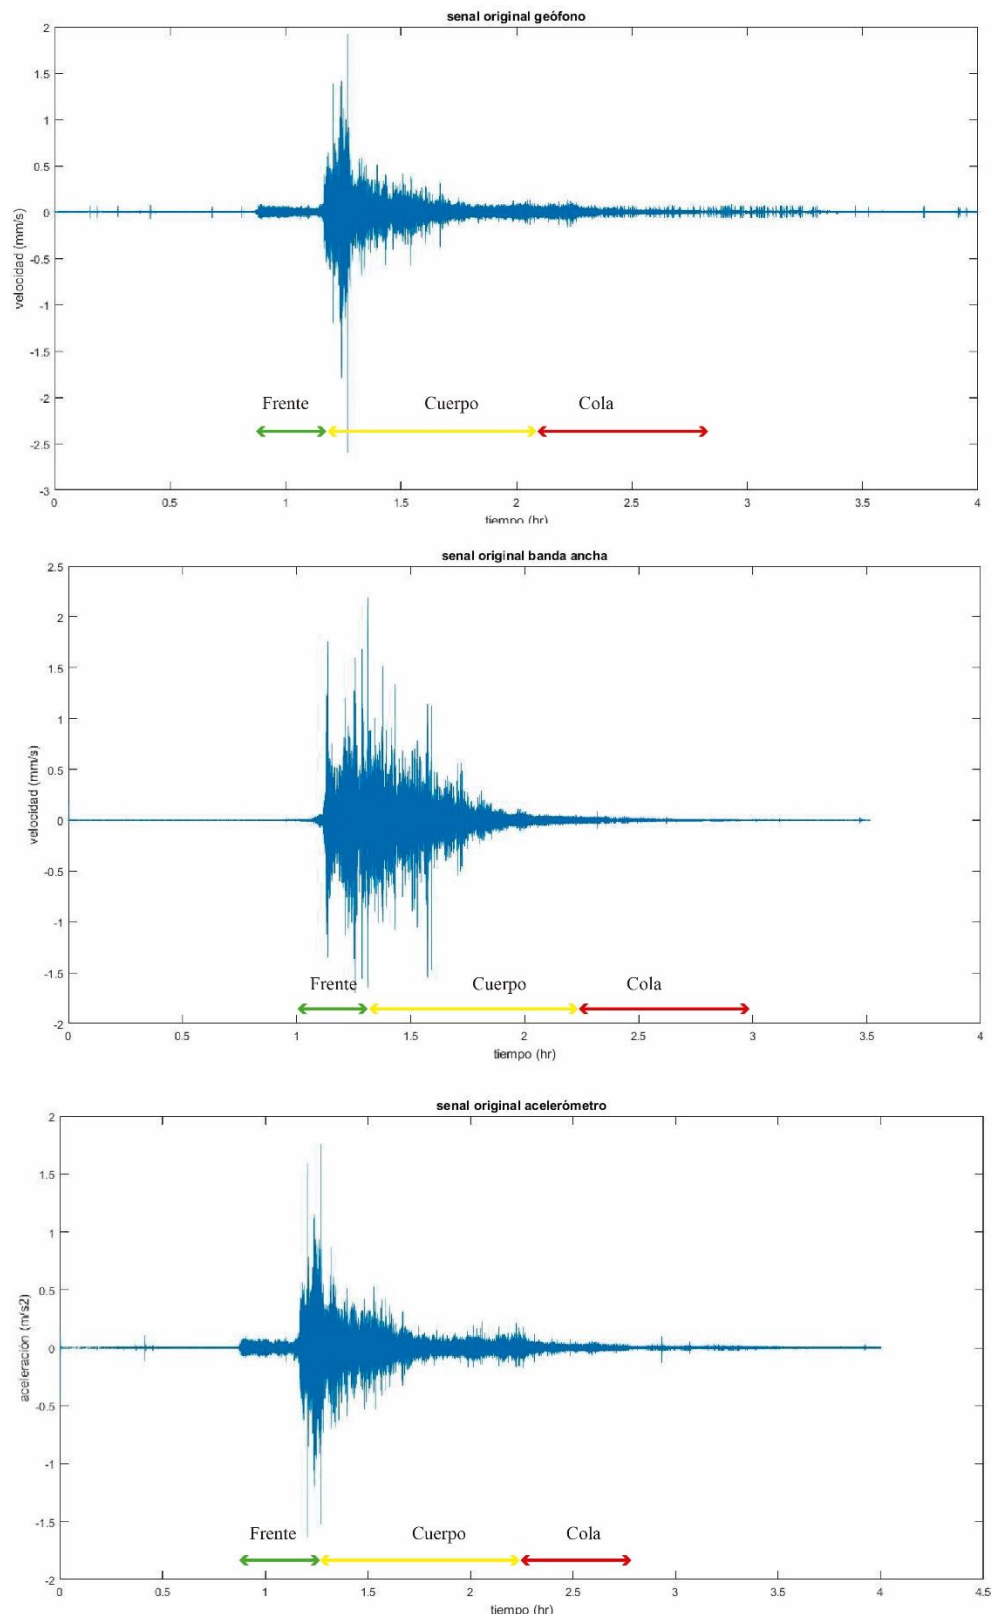 senal original geófono
2
1.5
1
0.5
0
-0.5
-1
-1.5
-2
-2.5
-3
velocidad (mm/s)
Frente Cuerpo Cola
0 0.5 1 1.5 2 2.5 3 3.5 4
tiempo (hr)
senal original banda ancha
2.5
2
1.5
1
0.5
0
-0.5
-1
-1.5
-2
velocidad (mm/s)
Frente Cuerpo Cola
0 0.5 1 1.5 2 2.5 3 3.5 4
tiempo (hr)
senal original acelerómetro
2
1.5
1
0.5
0
-0.5
-1
-1.5
-2
aceleración (m/s2)
Frente Cuerpo Cola
0 0.5 1 1.5 2 2.5 3 3.5 4 4.5
tiempo (hr)